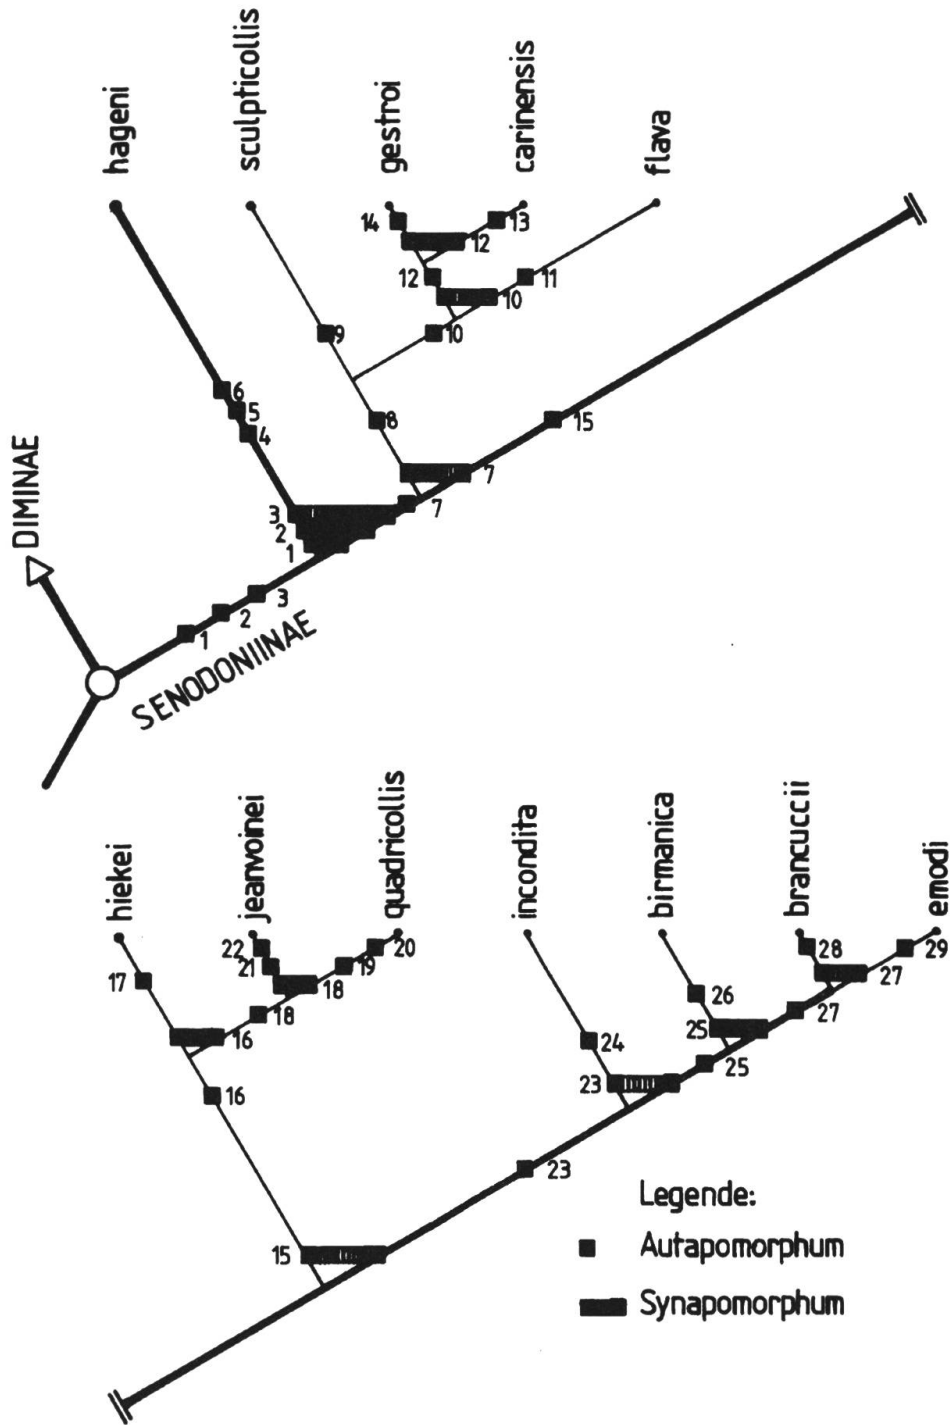 hageni
sculpticollis
gestroi
carinensis
flava
14
13
12
12
11
10
10
9
6
5
4
8
15
7
7
3
2
1
3
2
1
DIMINAE
SENODONIINAE
hiekei
jeanvoinei
quadricollis
incondita
birmanica
brancuccii
emodi
22
20
28
29
21
19
27
17
18
26
18
27
16
25
24
25
16
23
23
15
Legende:
Autapomorphum
Synapomorphum